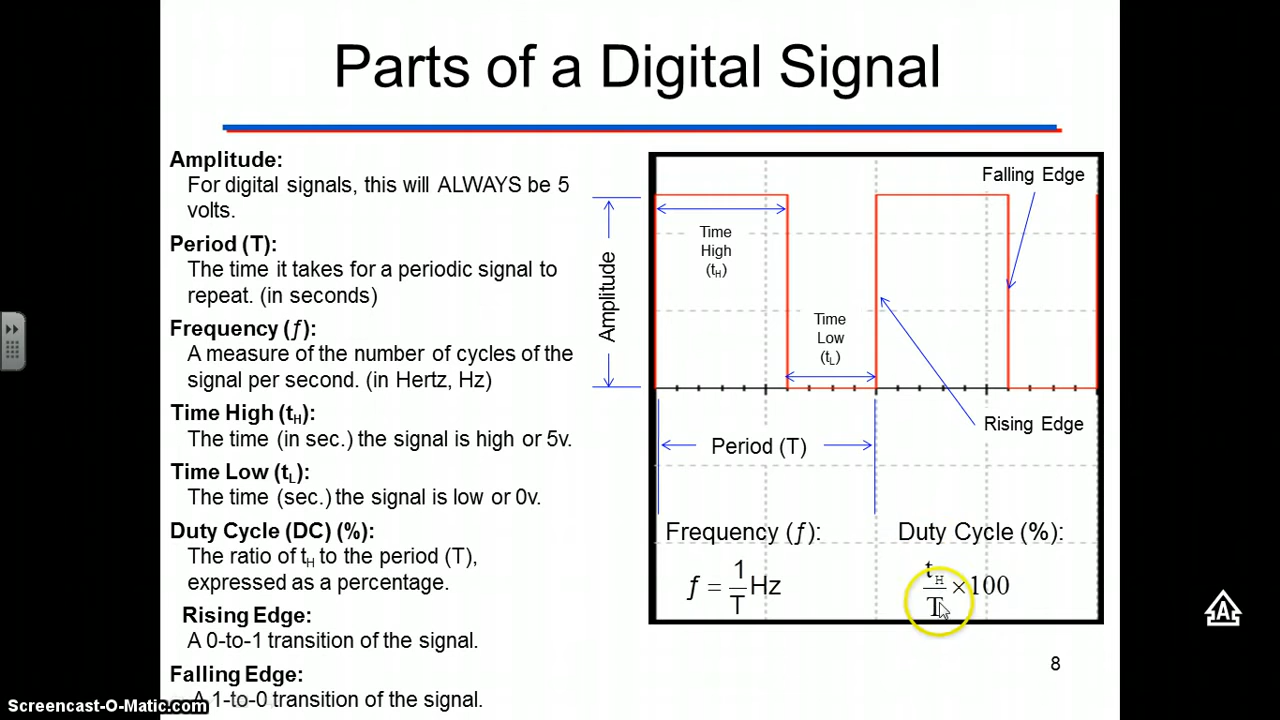 Parts of a Digital Signal
Amplitude:
For digital signals, this will ALWAYS be 5
volts.
Period (T):
The time it takes for a periodic signal to
repeat. (in seconds)
Frequency (ƒ):
A measure of the number of cycles of the
signal per second. (in Hertz, Hz)
Time High (tH):
The time (in sec.) the signal is high or 5v.
Time Low (tL):
The time (sec.) the signal is low or 0v.
Duty Cycle (DC) (%):
The ratio of tH to the period (T),
expressed as a percentage.
Rising Edge:
A 0-to-1 transition of the signal.
Falling Edge:
A 1-to-0 transition of the signal.
Amplitude
Time
High
(tH)
Time
Low
(tL)
Falling Edge
Rising Edge
Period (T)
Frequency (ƒ):
ƒ = 1/T Hz
Duty Cycle (%):
tH/T ×100
8
A
Screencast-O-Matic.com